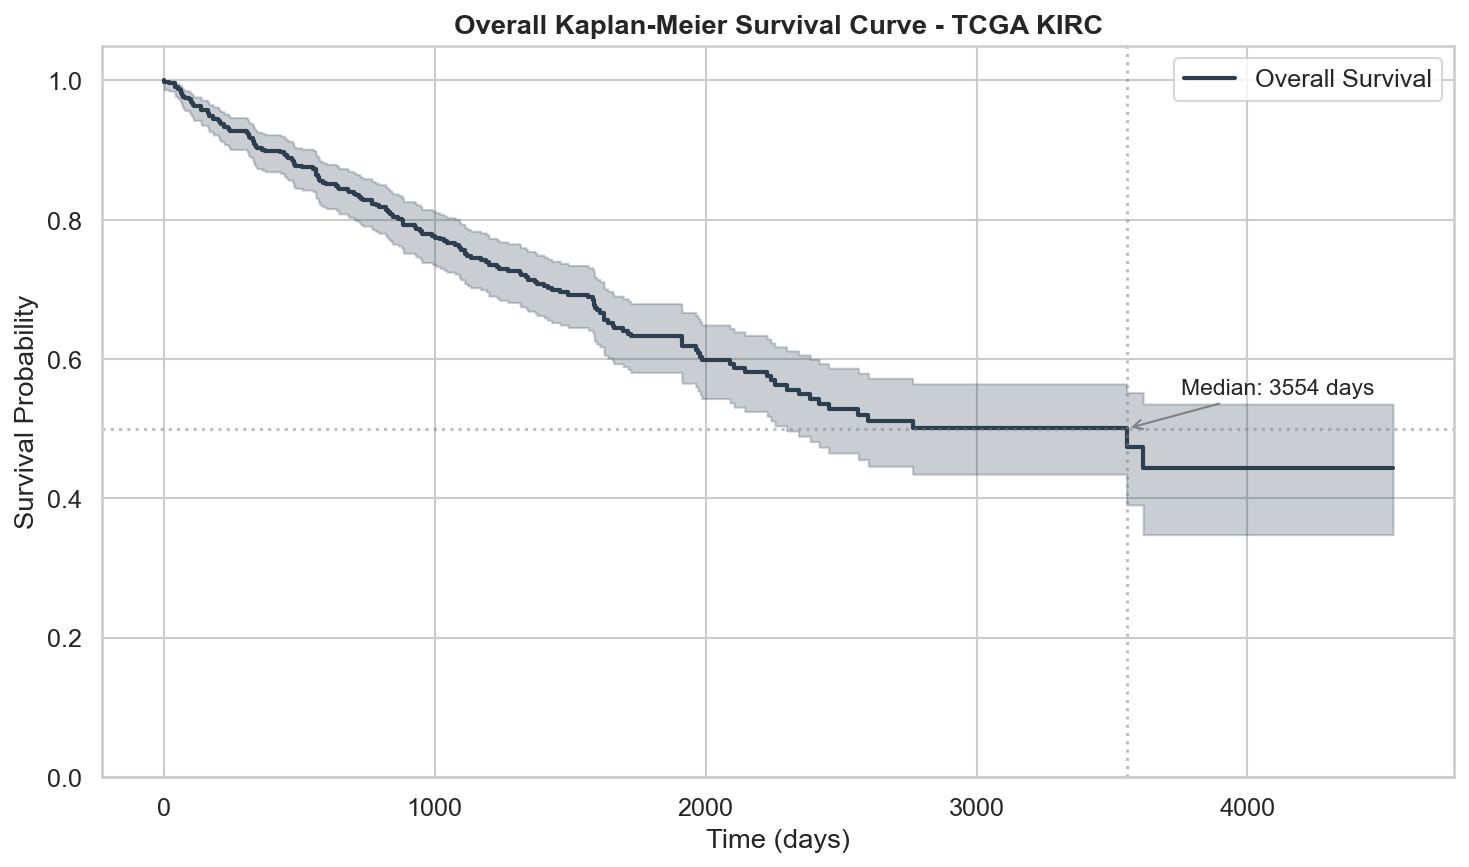 Overall Kaplan-Meier Survival Curve - TCGA KIRC
Overall Survival
Median: 3554 days
Survival Probability
1.0
0.8
0.6
0.4
0.2
0.0
0
1000
2000
3000
4000
Time (days)